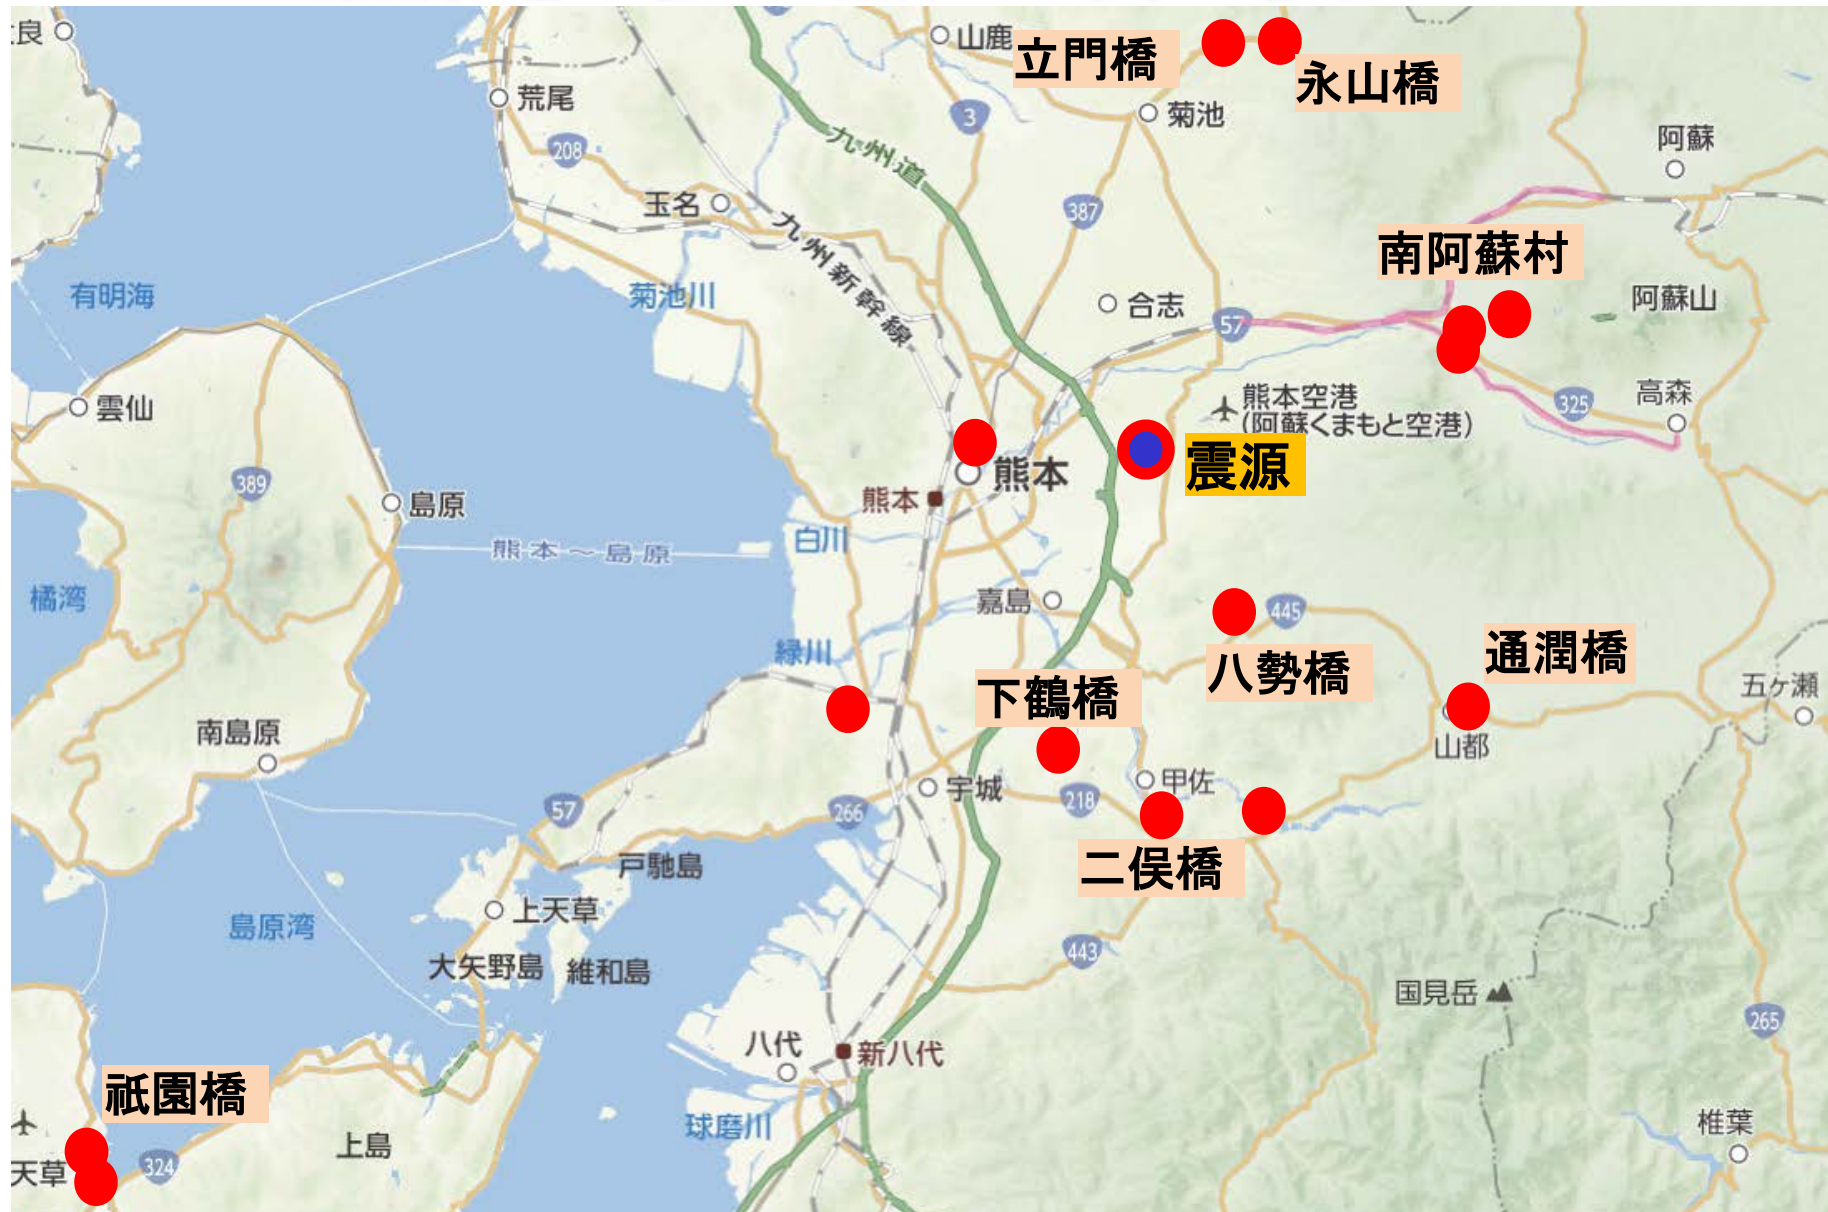 良
山鹿
立門橋
永山橋
荒尾
3
菊池
208
九州道
阿蘇
玉名
387
九州新幹線
南阿蘇村
有明海
菊池川
合志
57
阿蘇山
雲仙
熊本空港
(阿蘇くまもと空港)
325
高森
震源
389
島原
熊本
熊本
白川
熊本～島原
橘湾
嘉島
445
緑川
八勢橋
通潤橋
下鶴橋
五ヶ瀬
南島原
山都
宇城
甲佐
57
266
218
戸馳島
二俣橋
上天草
島原湾
大矢野島
維和島
443
国見岳
265
八代
新八代
祇園橋
球磨川
上島
椎葉
天草
324